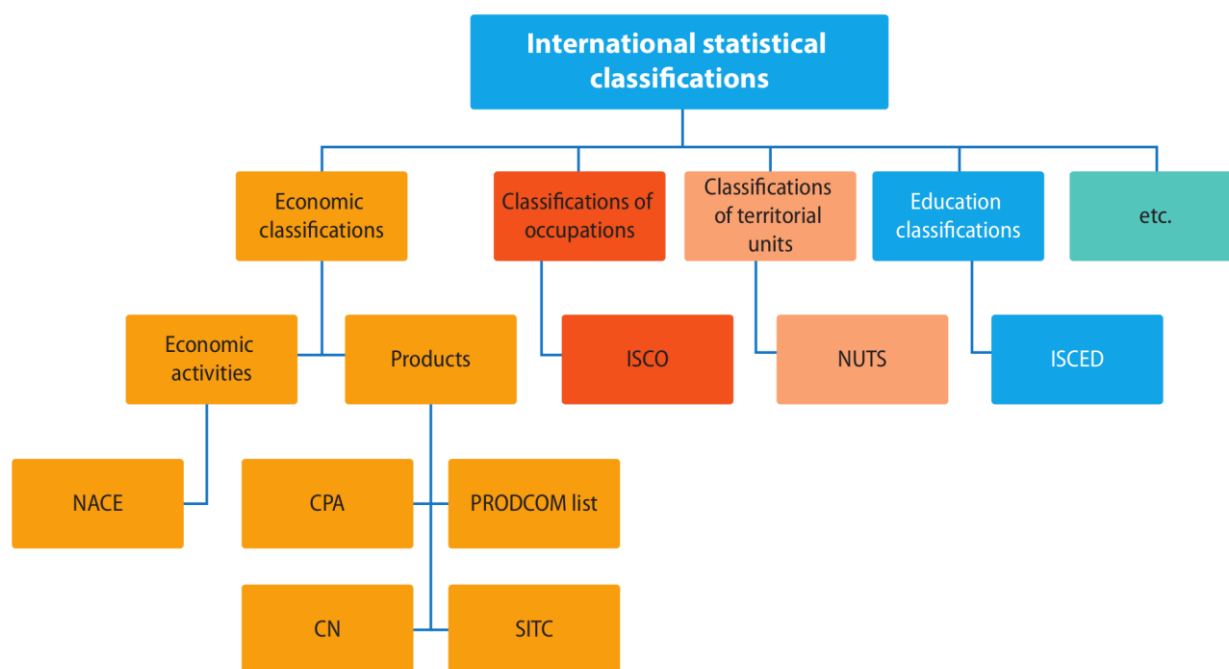 International statistical
classifications
Economic
classifications
Classifications of
occupations
Classifications
of territorial
units
Education
classifications
etc.
Economic
activities
Products
ISCO
NUTS
ISCED
NACE
CPA
PRODCOM list
CN
SITC